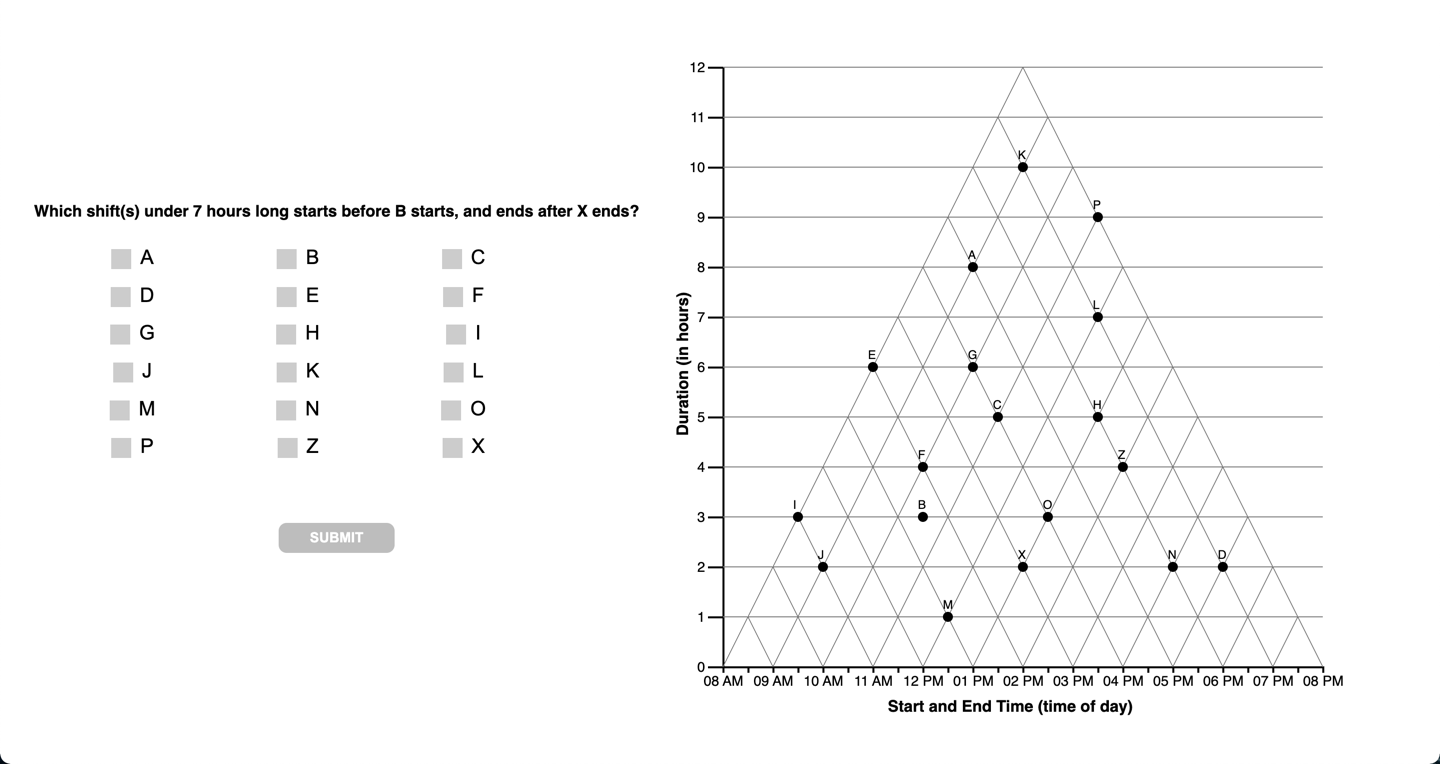 Which shift(s) under 7 hours long starts before B starts, and ends after X ends?
A B C
D E F
G H I
J K L
M N O
P Z X
SUBMIT
12
11
K
10
P
9
A
8
L
7
E G
6
C H
5
F Z
4
I B O
3
J X N D
2
M
1
0
Duration (in hours)
08 AM 09 AM 10 AM 11 AM 12 PM 01 PM 02 PM 03 PM 04 PM 05 PM 06 PM 07 PM 08 PM
Start and End Time (time of day)